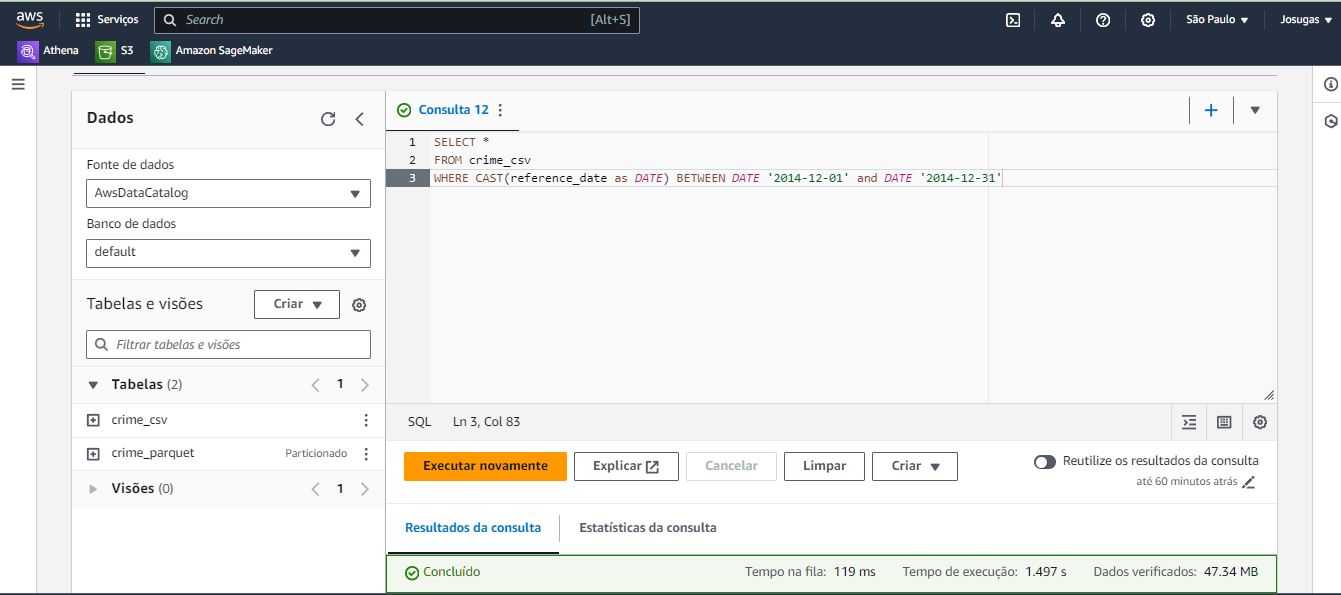 aws
Serviços
Search
[Alt+S]
São Paulo
Josugas
Athena
S3
Amazon SageMaker
Dados
Fonte de dados
AwsDataCatalog
Banco de dados
default
Tabelas e visões
Criar
Filtrar tabelas e visões
Tabelas (2)
1
crime_csv
crime_parquet
Particionado
Visões (0)
1
Consulta 12
1 SELECT *
2 FROM crime_csv
3 WHERE CAST(reference_date as DATE) BETWEEN DATE '2014-12-01' and DATE '2014-12-31'
SQL
Ln 3, Col 83
Executar novamente
Explicar
Cancelar
Limpar
Criar
Reutilize os resultados da consulta
até 60 minutos atrás
Resultados da consulta
Estatísticas da consulta
Concluído
Tempo na fila: 119 ms
Tempo de execução: 1.497 s
Dados verificados: 47.34 MB